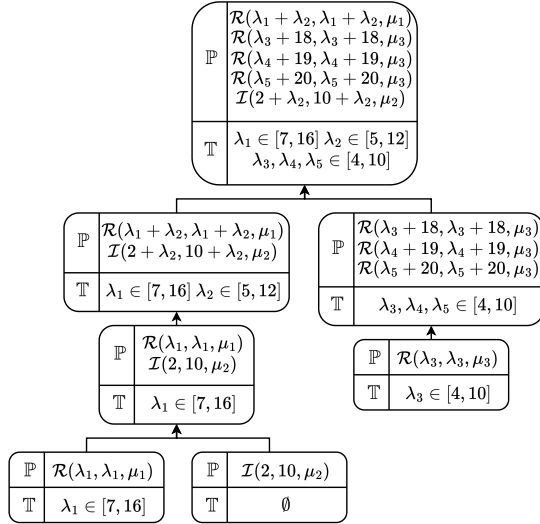 ℙ
ℛ(λ₁ + λ₂, λ₁ + λ₂, μ₁)
ℛ(λ₃ + 18, λ₃ + 18, μ₃)
ℛ(λ₄ + 19, λ₄ + 19, μ₃)
ℛ(λ₅ + 20, λ₅ + 20, μ₃)
ℐ(2 + λ₂, 10 + λ₂, μ₂)
𝕋
λ₁ ∈ [7, 16] λ₂ ∈ [5, 12]
λ₃, λ₄, λ₅ ∈ [4, 10]
ℙ
ℛ(λ₁ + λ₂, λ₁ + λ₂, μ₁)
ℐ(2 + λ₂, 10 + λ₂, μ₂)
𝕋
λ₁ ∈ [7, 16] λ₂ ∈ [5, 12]
ℙ
ℛ(λ₃ + 18, λ₃ + 18, μ₃)
ℛ(λ₄ + 19, λ₄ + 19, μ₃)
ℛ(λ₅ + 20, λ₅ + 20, μ₃)
𝕋
λ₃, λ₄, λ₅ ∈ [4, 10]
ℙ
ℛ(λ₁, λ₁, μ₁)
ℐ(2, 10, μ₂)
𝕋
λ₁ ∈ [7, 16]
ℙ
ℛ(λ₃, λ₃, μ₃)
𝕋
λ₃ ∈ [4, 10]
ℙ
ℛ(λ₁, λ₁, μ₁)
𝕋
λ₁ ∈ [7, 16]
ℙ
ℐ(2, 10, μ₂)
𝕋
∅